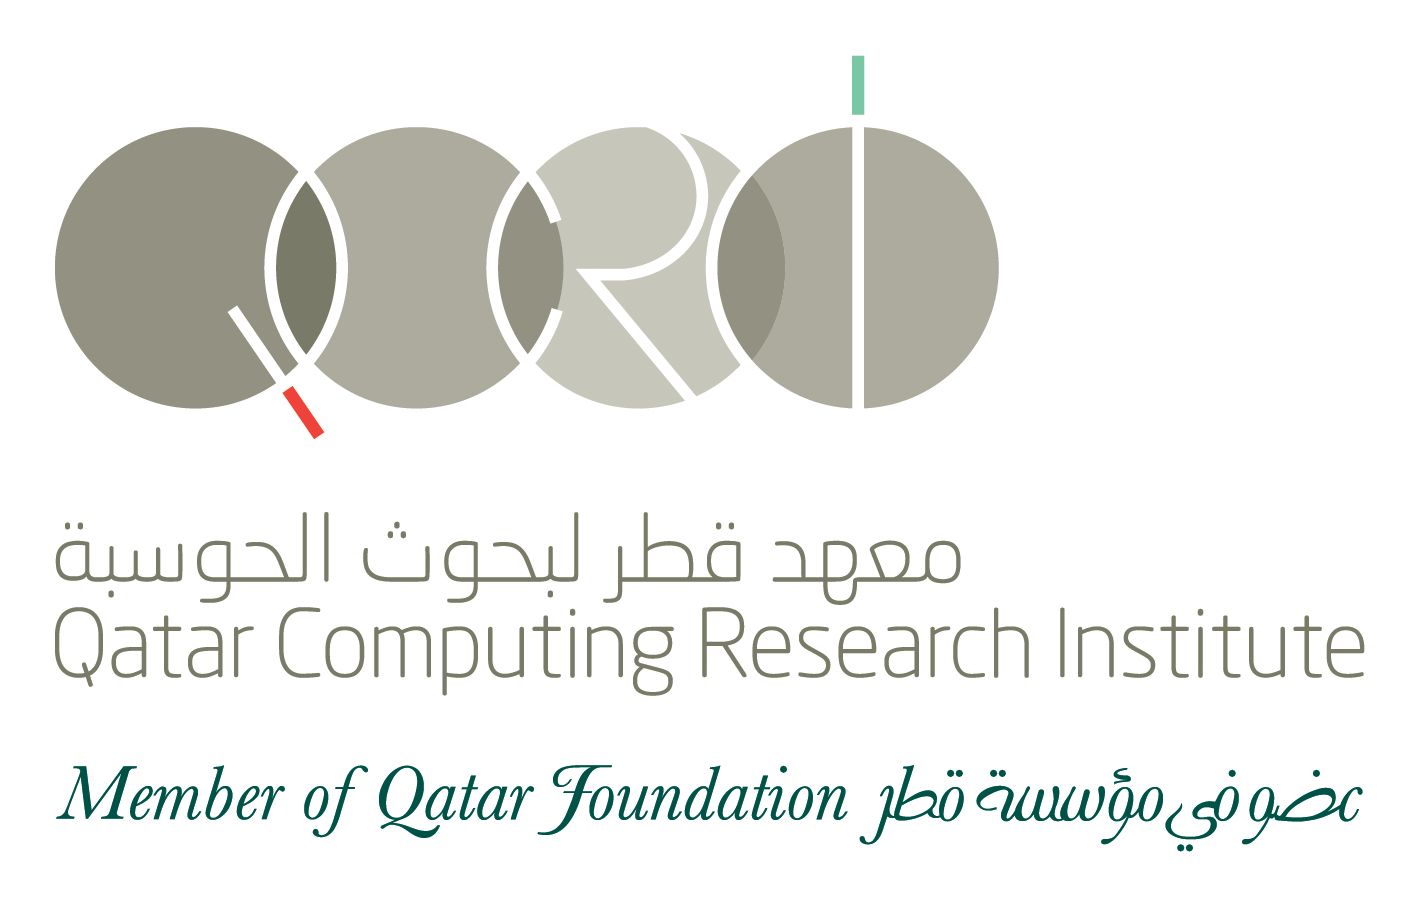 QCRI
معهد قطر لبحوث الحوسبة
Qatar Computing Research Institute
Member of Qatar Foundation عضو في مؤسسة قطر